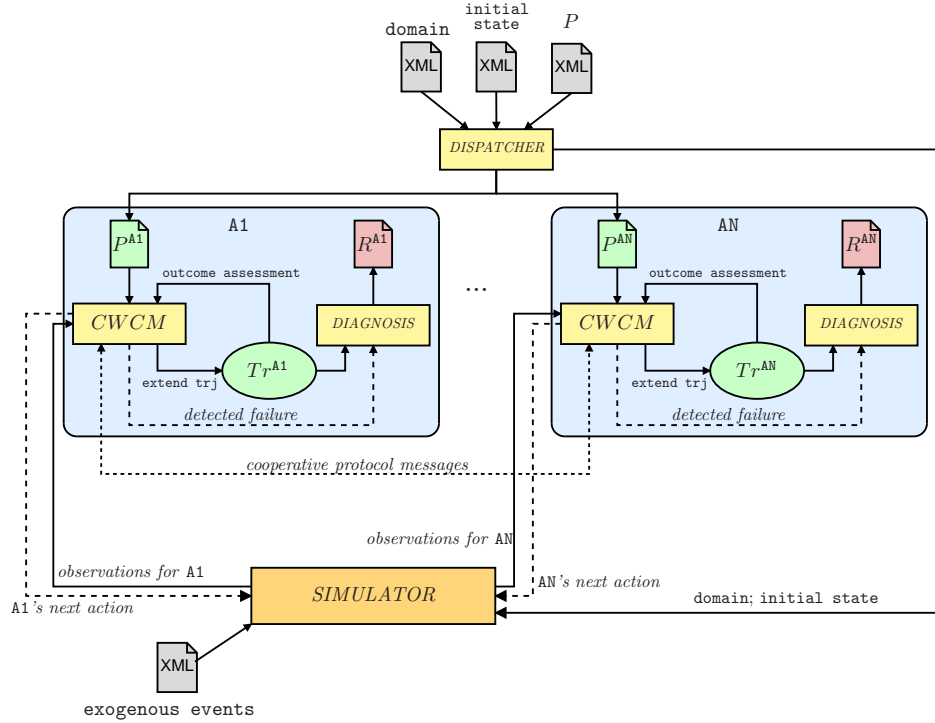 domain
initial
state
P
XML
XML
XML
DISPATCHER
A1
AN
P^A1
R^A1
P^AN
R^AN
outcome assessment
outcome assessment
...
CWCM
DIAGNOSIS
CWCM
DIAGNOSIS
Tr^A1
Tr^AN
extend trj
extend trj
detected failure
detected failure
cooperative protocol messages
observations for AN
observations for A1
AN's next action
SIMULATOR
domain; initial state
A1's next action
XML
exogenous events